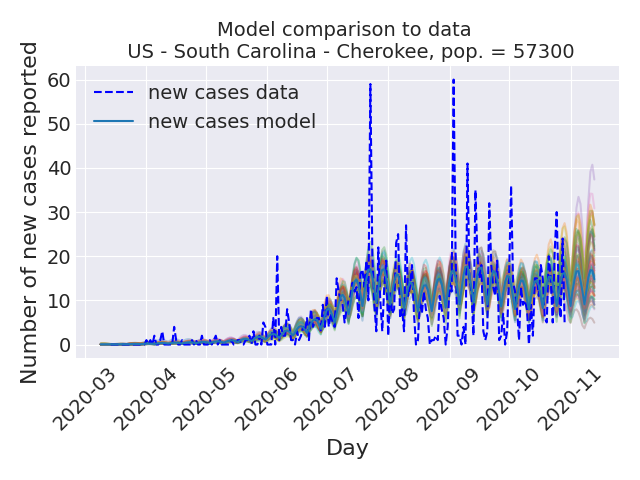 Model comparison to data
US - South Carolina - Cherokee, pop. = 57300
Number of new cases reported
60
50
40
30
20
10
0
new cases data
new cases model
2020-03
2020-04
2020-05
2020-06
2020-07
2020-08
2020-09
2020-10
2020-11
Day